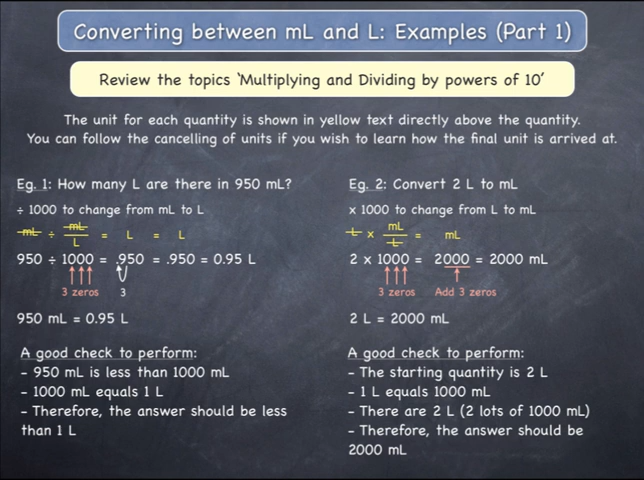 Converting between mL and L: Examples (Part 1)
Review the topics 'Multiplying and Dividing by powers of 10'
The unit for each quantity is shown in yellow text directly above the quantity.
You can follow the cancelling of units if you wish to learn how the final unit is arrived at.
Eg. 1: How many L are there in 950 mL?
÷ 1000 to change from mL to L
mL ÷ mL/L = L = L
950 ÷ 1000 = .950 = .950 = 0.95 L
3 zeros 3
950 mL = 0.95 L
A good check to perform:
- 950 mL is less than 1000 mL
- 1000 mL equals 1 L
- Therefore, the answer should be less
than 1 L
Eg. 2: Convert 2 L to mL
x 1000 to change from L to mL
L x mL/L = mL
2 x 1000 = 2000 = 2000 mL
3 zeros Add 3 zeros
2 L = 2000 mL
A good check to perform:
- The starting quantity is 2 L
- 1 L equals 1000 mL
- There are 2 L (2 lots of 1000 mL)
- Therefore, the answer should be
2000 mL